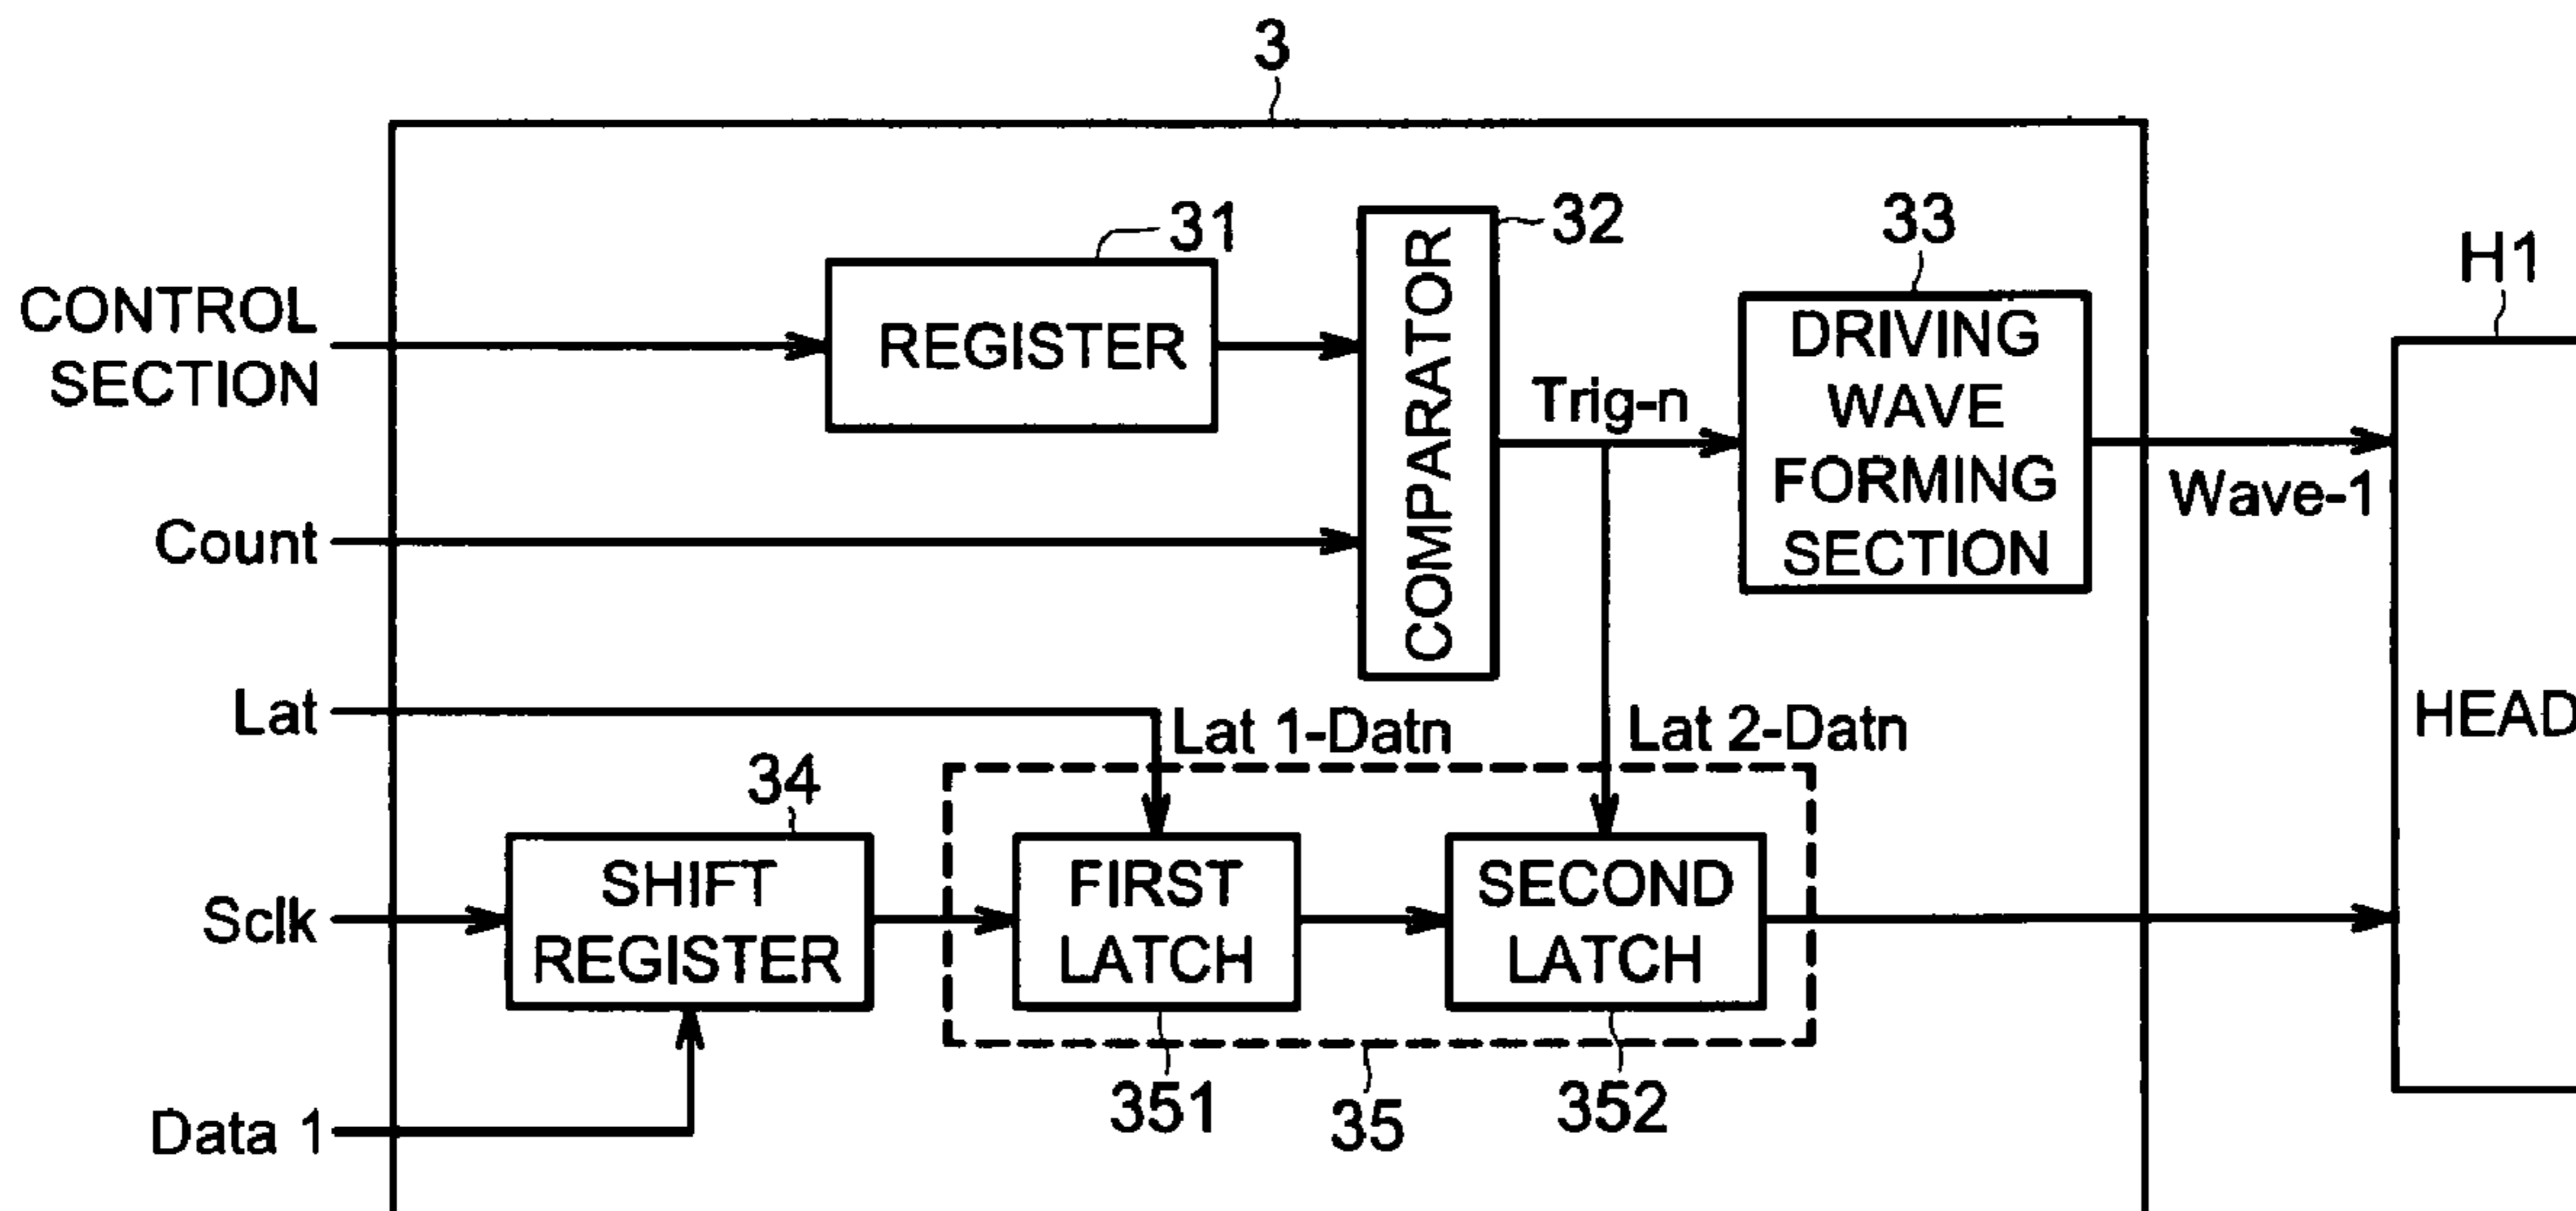 3
31
32
33
H1
CONTROL
SECTION
REGISTER
COMPARATOR
Trig-n
DRIVING
WAVE
FORMING
SECTION
Wave-1
Count
Lat
Lat 1-Datn
Lat 2-Datn
HEAD
34
Sclk
SHIFT
REGISTER
FIRST
LATCH
SECOND
LATCH
351
35
352
Data 1